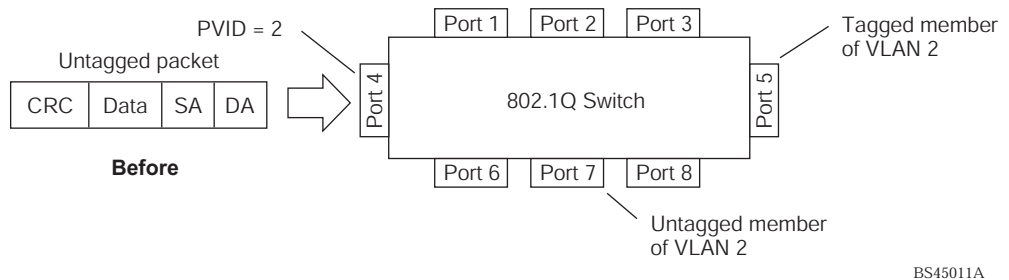 PVID = 2
Port 1
Port 2
Port 3
Tagged member
of VLAN 2
Untagged packet
CRC
Data
SA
DA
Port 4
802.1Q Switch
Port 5
Before
Port 6
Port 7
Port 8
Untagged member
of VLAN 2
BS45011A